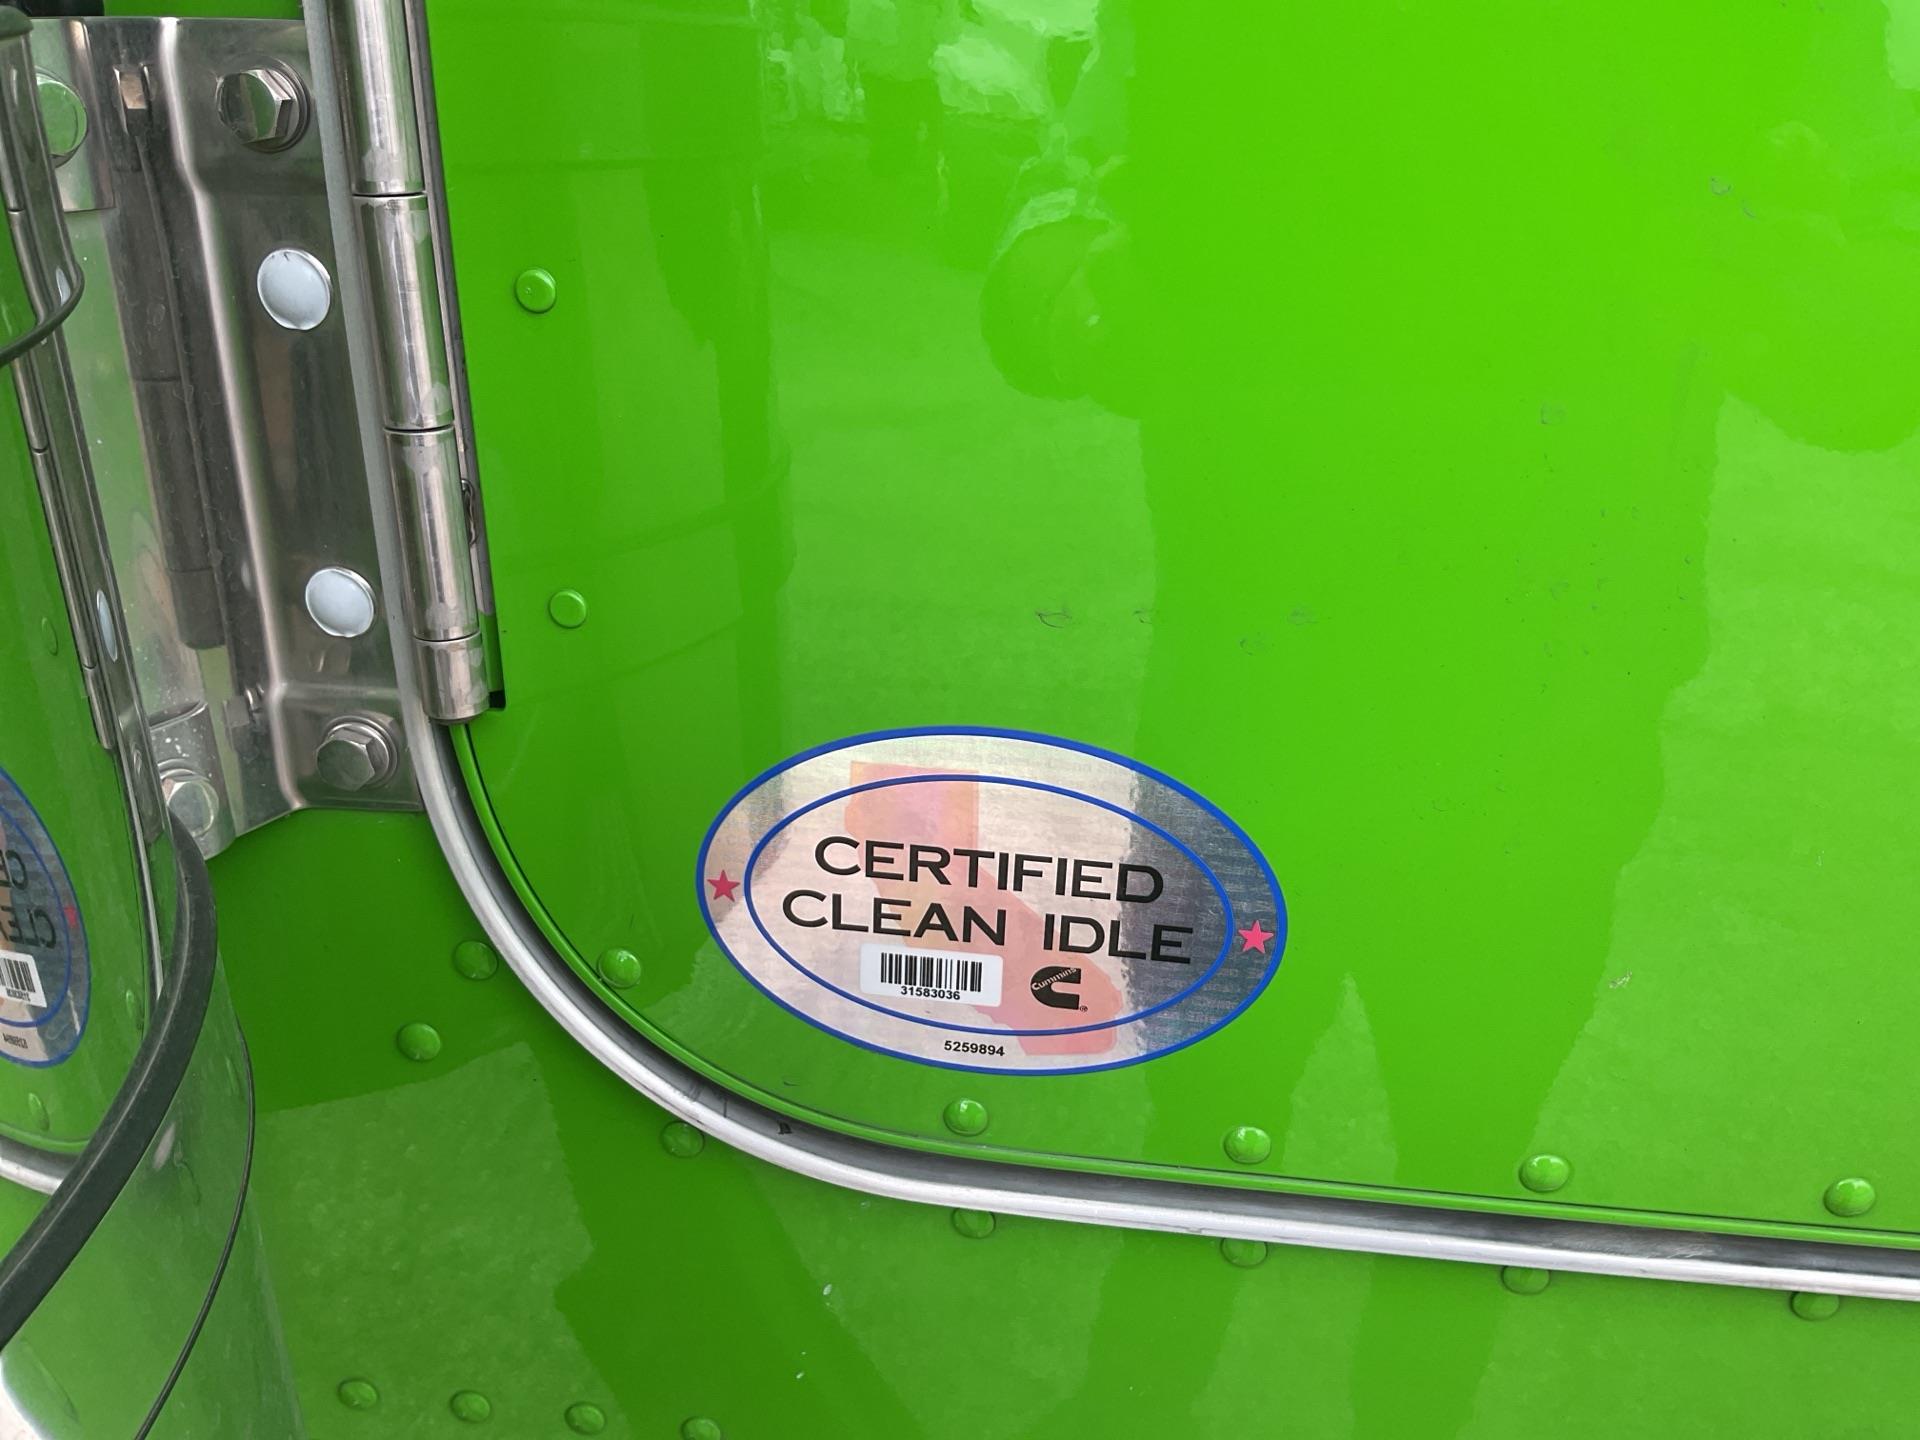 CERTIFIED
CLEAN IDLE
31583036
Cummins
®
5259894